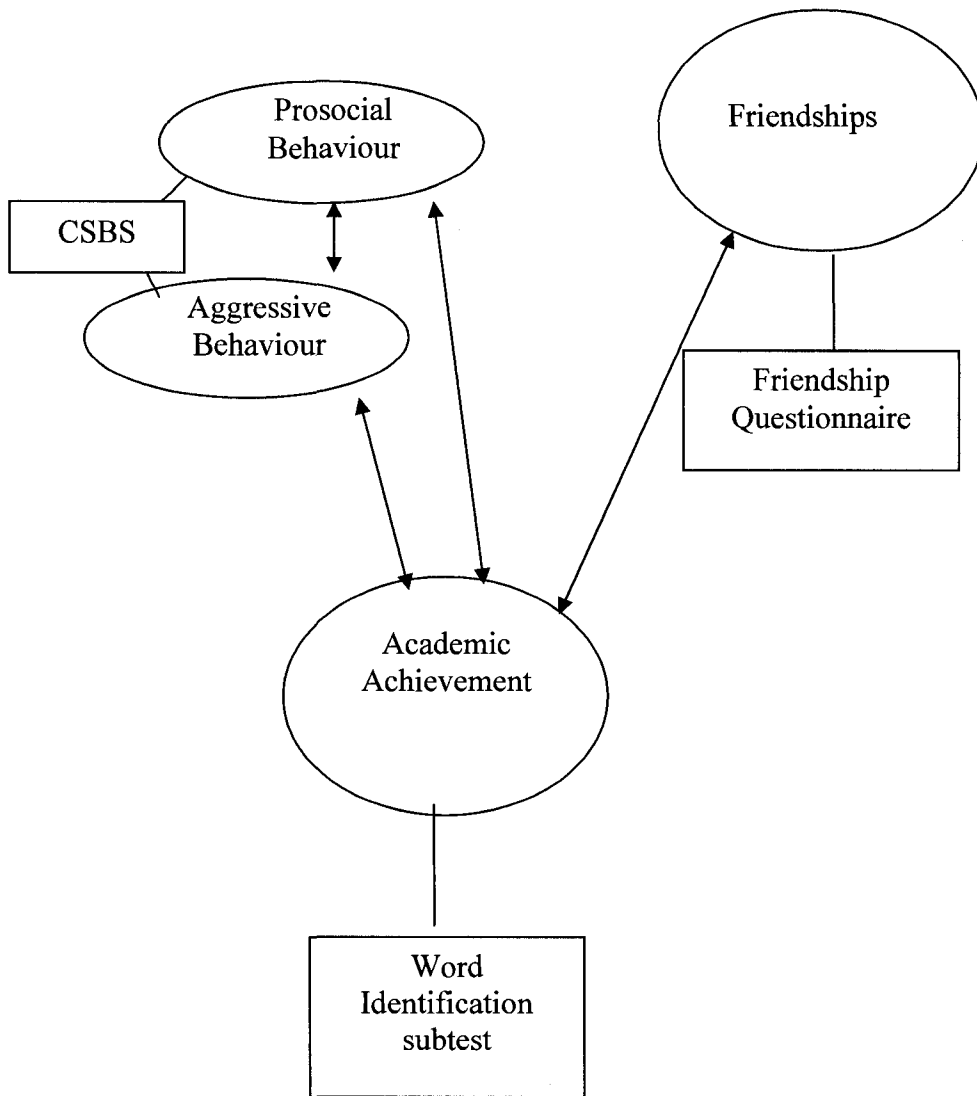 Prosocial
Behaviour
Friendships
CSBS
Aggressive
Behaviour
Friendship
Questionnaire
Academic
Achievement
Word
Identification
subtest